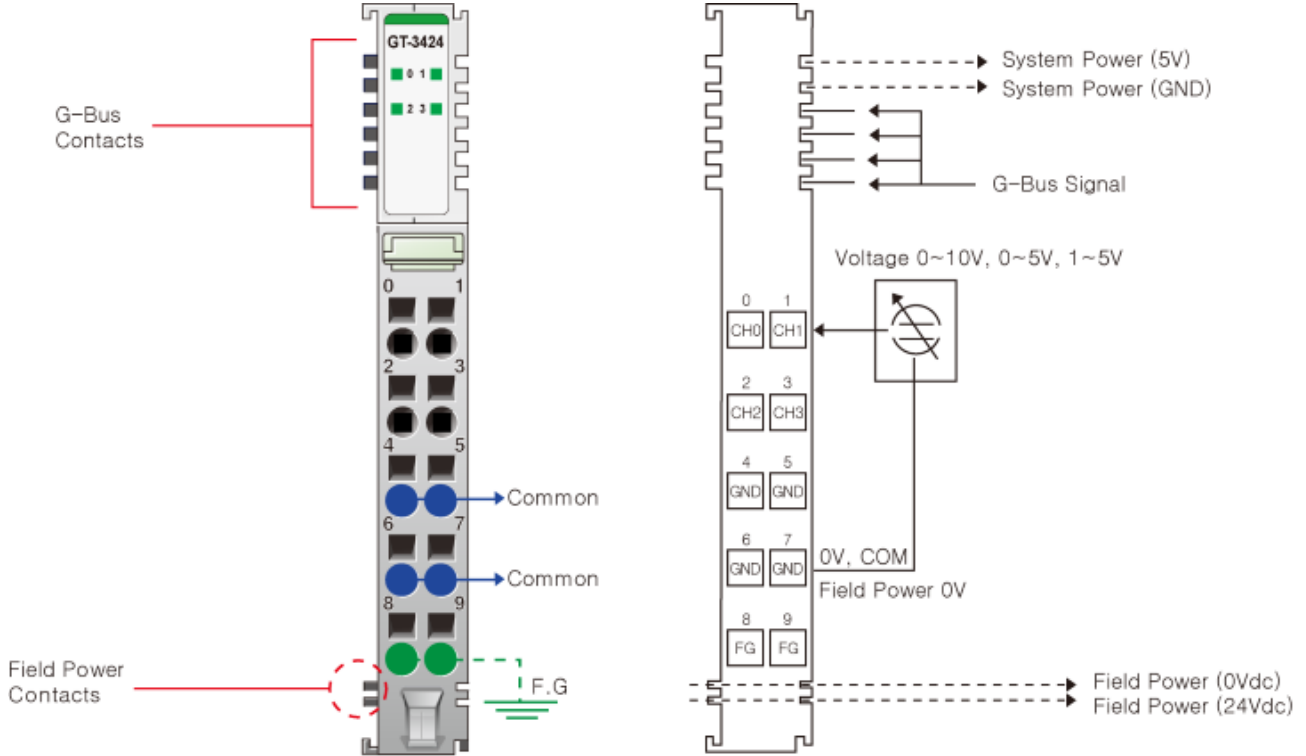 GT-3424
0 1
2 3
G-Bus
Contacts
0 1
2 3
4 5
Common
6 7
Common
8 9
Field Power
Contacts
F.G
System Power (5V)
System Power (GND)
G-Bus Signal
Voltage 0~10V, 0~5V, 1~5V
0 1
CH0 CH1
2 3
CH2 CH3
4 5
GND GND
6 7
GND GND
0V, COM
Field Power 0V
8 9
FG FG
Field Power (0Vdc)
Field Power (24Vdc)